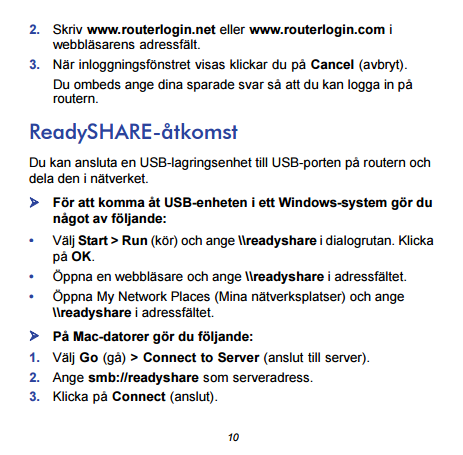 2. Skriv www.routerlogin.net eller www.routerlogin.com i
webbläsarens adressfält.
3. När inloggningsfönstret visas klickar du på Cancel (avbryt).
Du ombeds ange dina sparade svar så att du kan logga in på
routern.
ReadySHARE-åtkomst
Du kan ansluta en USB-lagringsenhet till USB-porten på routern och
dela den i nätverket.
➤ För att komma åt USB-enheten i ett Windows-system gör du
något av följande:
• Välj Start > Run (kör) och ange \\readyshare i dialogrutan. Klicka
på OK.
• Öppna en webbläsare och ange \\readyshare i adressfältet.
• Öppna My Network Places (Mina nätverksplatser) och ange
\\readyshare i adressfältet.
➤ På Mac-datorer gör du följande:
1. Välj Go (gå) > Connect to Server (anslut till server).
2. Ange smb://readyshare som serveradress.
3. Klicka på Connect (anslut).
10